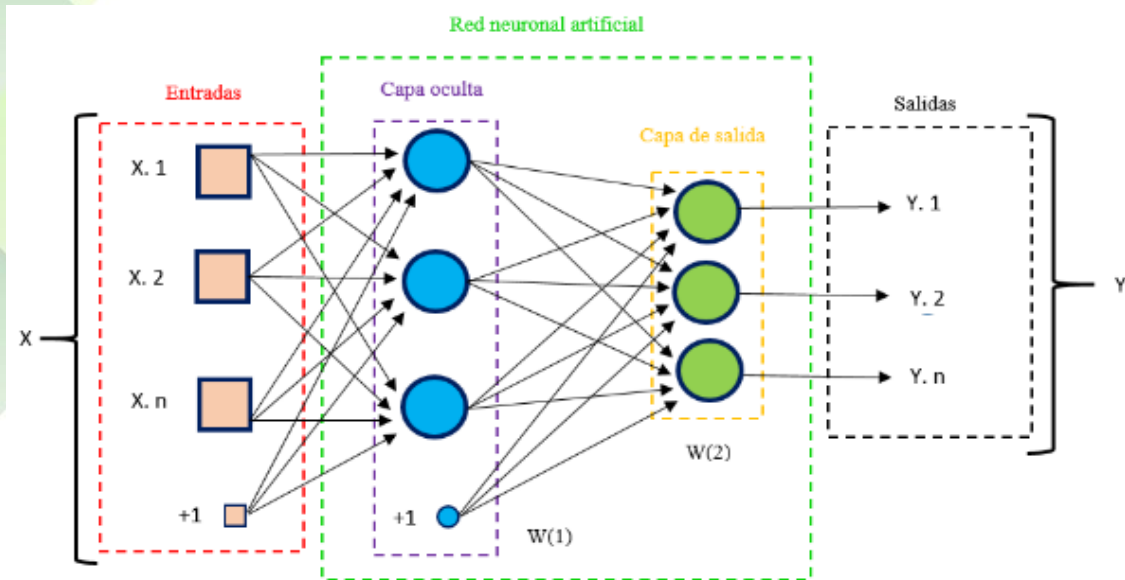 Red neuronal artificial
Entradas
Capa oculta
Salidas
Capa de salida
X. 1
Y. 1
X. 2
Y. 2
X
Y
X. n
Y. n
W(2)
+1
+1
W(1)